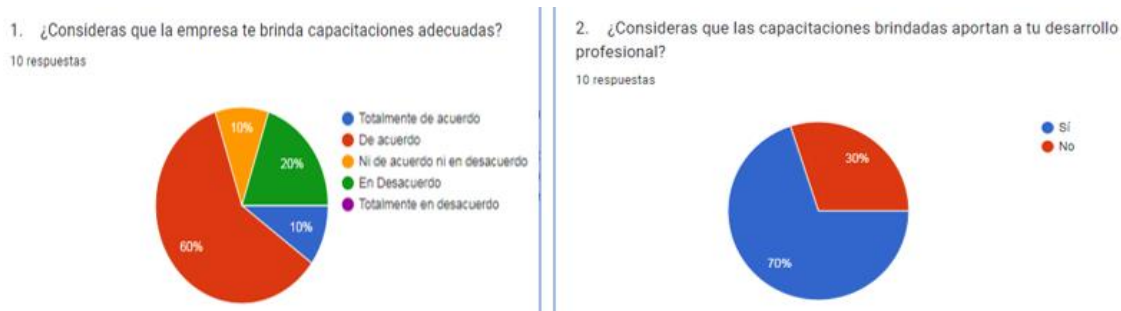 1. ¿Consideras que la empresa te brinda capacitaciones adecuadas?
10 respuestas
10%
20%
10%
60%
Totalmente de acuerdo
De acuerdo
Ni de acuerdo ni en desacuerdo
En Desacuerdo
Totalmente en desacuerdo
2. ¿Consideras que las capacitaciones brindadas aportan a tu desarrollo
profesional?
10 respuestas
30%
70%
Sí
No